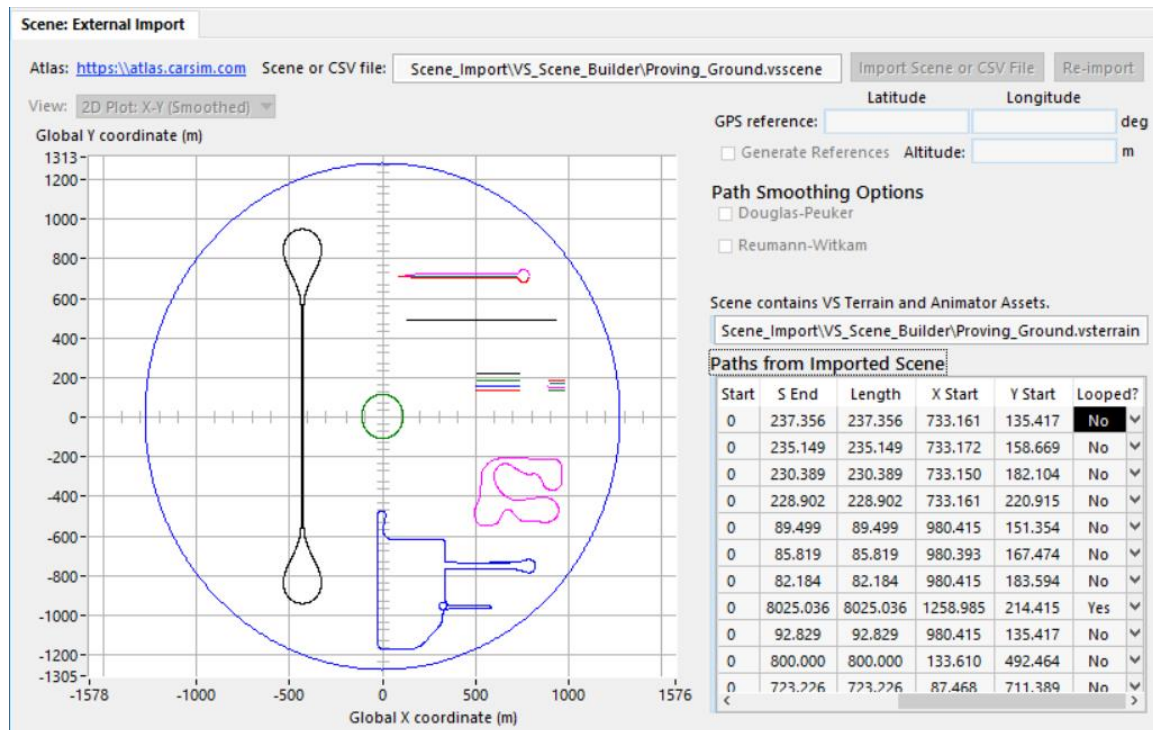 Scene: External Import
Atlas: https:\\atlas.carsim.com Scene or CSV file: Scene_Import\VS_Scene_Builder\Proving_Ground.vsscene Import Scene or CSV File Re-import
View: 2D Plot: X-Y (Smoothed)
Latitude Longitude
GPS reference: deg
Generate References Altitude: m
Path Smoothing Options
Douglas-Peuker
Reumann-Witkam
Scene contains VS Terrain and Animator Assets.
Scene_Import\VS_Scene_Builder\Proving_Ground.vsterrain
Paths from Imported Scene
Start S End Length X Start Y Start Looped?
0 237.356 237.356 733.161 135.417 No
0 235.149 235.149 733.172 158.669 No
0 230.389 230.389 733.150 182.104 No
0 228.902 228.902 733.161 220.915 No
0 89.499 89.499 980.415 151.354 No
0 85.819 85.819 980.393 167.474 No
0 82.184 82.184 980.415 183.594 No
0 8025.036 8025.036 1258.985 214.415 Yes
0 92.829 92.829 980.415 135.417 No
0 800.000 800.000 133.610 492.464 No
0 723.226 723.226 87.468 711.389 No
Global Y coordinate (m)
1313
1200
1000
800
600
400
200
0
-200
-400
-600
-800
-1000
-1200
-1305
-1578 -1000 -500 0 500 1000 1576
Global X coordinate (m)